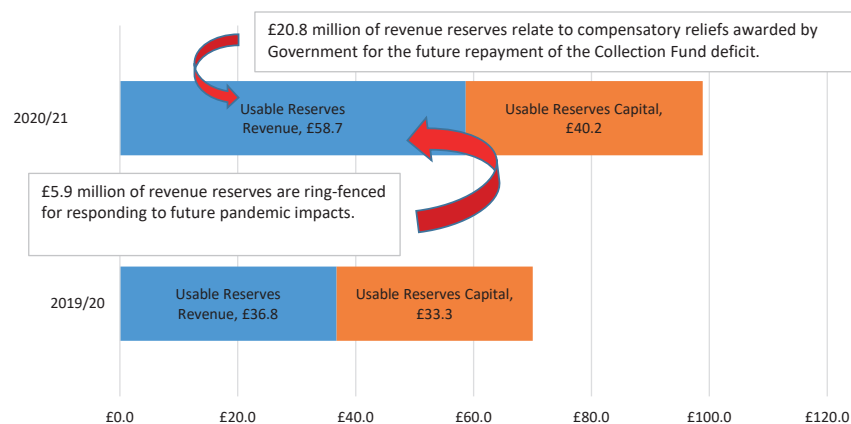 £20.8 million of revenue reserves relate to compensatory reliefs awarded by
Government for the future repayment of the Collection Fund deficit.
2020/21
Usable Reserves
Revenue, £58.7
Usable Reserves Capital,
£40.2
£5.9 million of revenue reserves are ring-fenced
for responding to future pandemic impacts.
2019/20
Usable Reserves
Revenue, £36.8
Usable Reserves Capital,
£33.3
£0.0 £20.0 £40.0 £60.0 £80.0 £100.0 £120.0